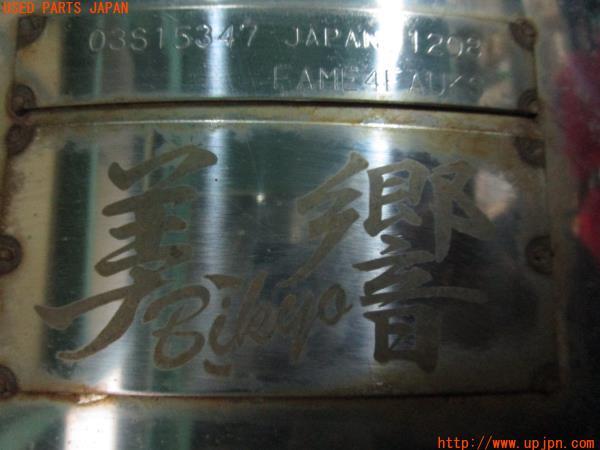 USED PARTS JAPAN
03S15347 JAPAN 1208
美響
Bikyo
http://www.upjpn.com/